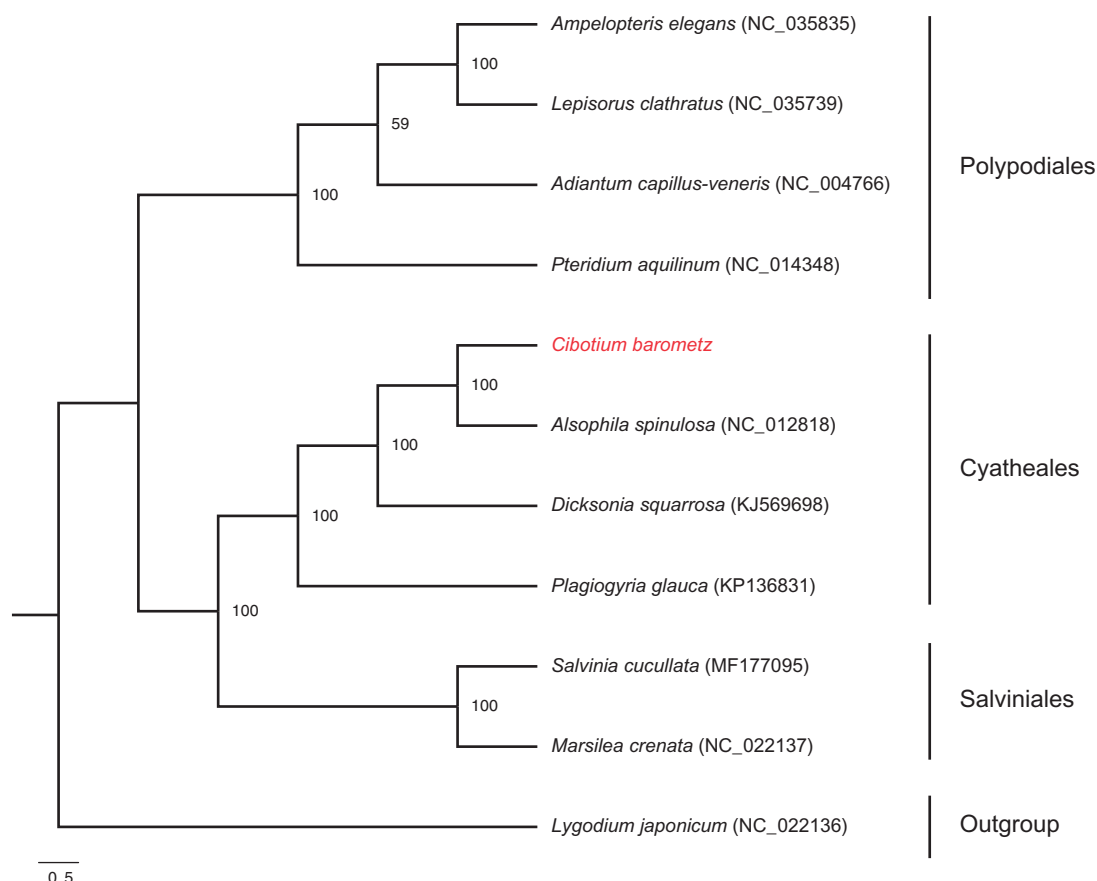 Ampelopteris elegans (NC_035835)
100
Lepisorus clathratus (NC_035739)
59
Polypodiales
Adiantum capillus-veneris (NC_004766)
100
Pteridium aquilinum (NC_014348)
Cibotium barometz
100
Alsophila spinulosa (NC_012818)
100
Cyatheales
Dicksonia squarrosa (KJ569698)
100
Plagiogyria glauca (KP136831)
100
Salvinia cucullata (MF177095)
100
Salviniales
Marsilea crenata (NC_022137)
Lygodium japonicum (NC_022136)
Outgroup
0.5